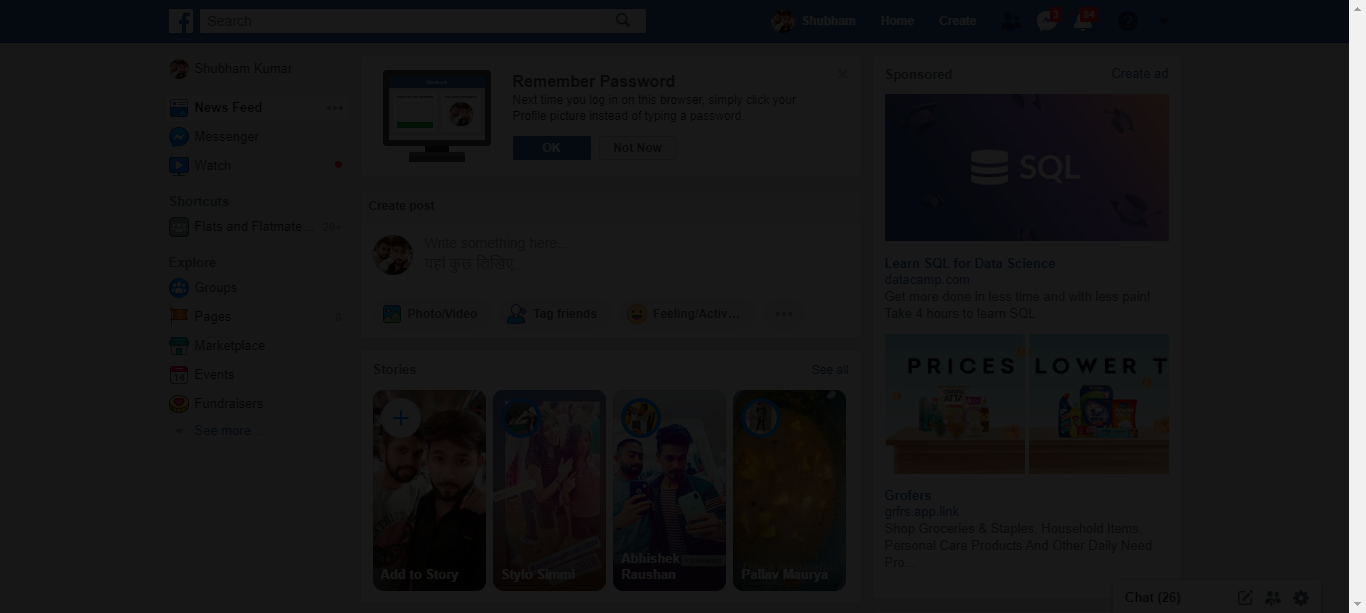 Search
Shubham
Home
Create
3
84
Shubham Kumar
News Feed
Messenger
Watch
Shortcuts
Flats and Flatmate...
20+
Explore
Groups
Pages
Marketplace
14
Events
Fundraisers
See more...
Remember Password
Next time you log in on this browser, simply click your
Profile picture instead of typing a password.
OK
Not Now
Create post
Write something here...
यहां कुछ लिखिए...
Photo/Video
Tag friends
Feeling/Activ...
Stories
See all
Add to Story
Stylo Simmi
Abhishek
Raushan
Pallav Maurya
Sponsored
Create ad
SQL
Learn SQL for Data Science
datacamp.com
Get more done in less time and with less pain!
Take 4 hours to learn SQL
PRICES
LOWER T
ATTA
Grofers
grfrs.app.link
Shop Groceries & Staples, Household Items,
Personal Care Products And Other Daily Need
Pro...
Chat (26)